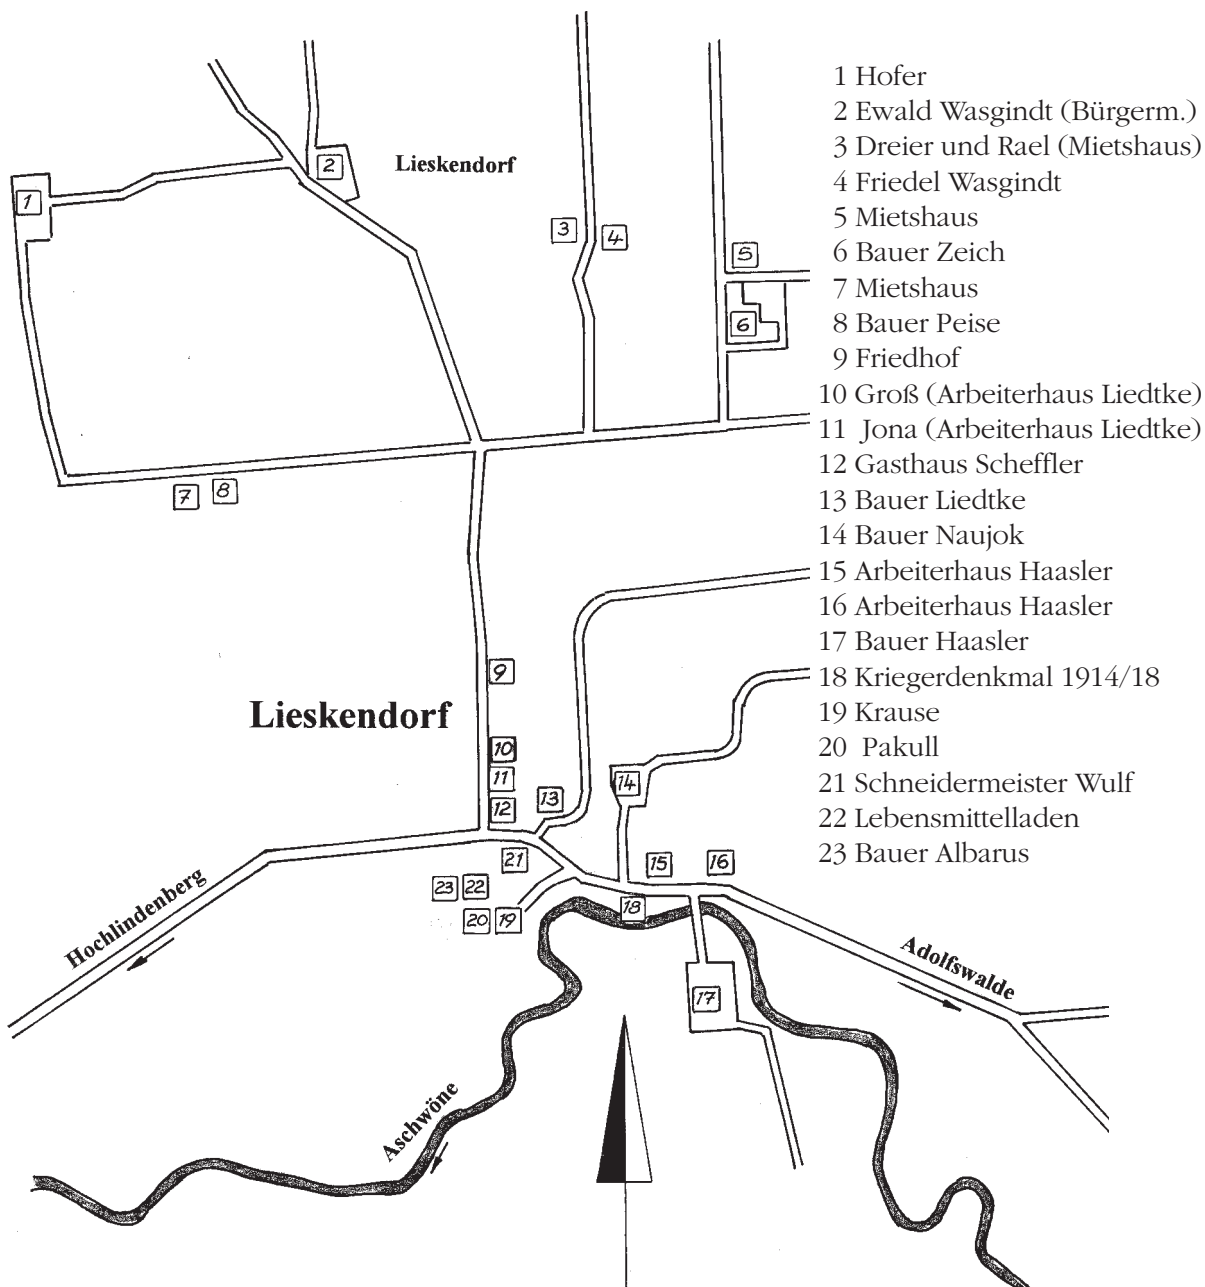 1 Hofer
2 Ewald Wasgindt (Bürgerm.)
3 Dreier und Rael (Mietshaus)
4 Friedel Wasgindt
5 Mietshaus
6 Bauer Zeich
7 Mietshaus
8 Bauer Peise
9 Friedhof
10 Groß (Arbeiterhaus Liedtke)
11 Jona (Arbeiterhaus Liedtke)
12 Gasthaus Scheffler
13 Bauer Liedtke
14 Bauer Naujok
15 Arbeiterhaus Haasler
16 Arbeiterhaus Haasler
17 Bauer Haasler
18 Kriegerdenkmal 1914/18
19 Krause
20 Pakull
21 Schneidermeister Wulf
22 Lebensmittelladen
23 Bauer Albarus
2
Lieskendorf
1
3
4
5
6
7
8
9
Lieskendorf
10
11
12
13
14
21
15
16
23
22
20
19
18
Hochlindenberg
Adolfswalde
17
Aschwöne